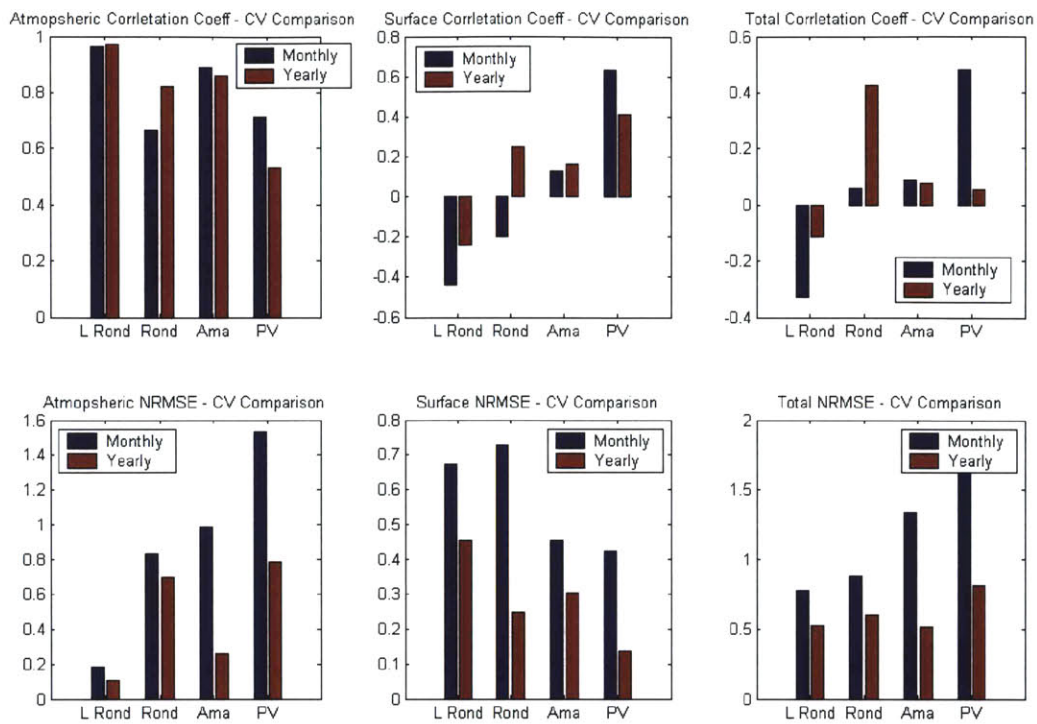 Atmopsheric Corrletation Coeff - CV Comparison
1
0.8
0.6
0.4
0.2
0
Monthly
Yearly
L Rond Rond Ama PV
Surface Corrletation Coeff - CV Comparison
0.8
0.6
0.4
0.2
0
-0.2
-0.4
-0.6
Monthly
Yearly
L Rond Rond Ama PV
Total Corrletation Coeff - CV Comparison
0.6
0.4
0.2
0
-0.2
-0.4
Monthly
Yearly
L Rond Rond Ama PV
Atmopsheric NRMSE - CV Comparison
1.6
1.4
1.2
1
0.8
0.6
0.4
0.2
0
Monthly
Yearly
L Rond Rond Ama PV
Surface NRMSE - CV Comparison
0.8
0.7
0.6
0.5
0.4
0.3
0.2
0.1
0
Monthly
Yearly
L Rond Rond Ama PV
Total NRMSE - CV Comparison
2
1.5
1
0.5
0
Monthly
Yearly
L Rond Rond Ama PV